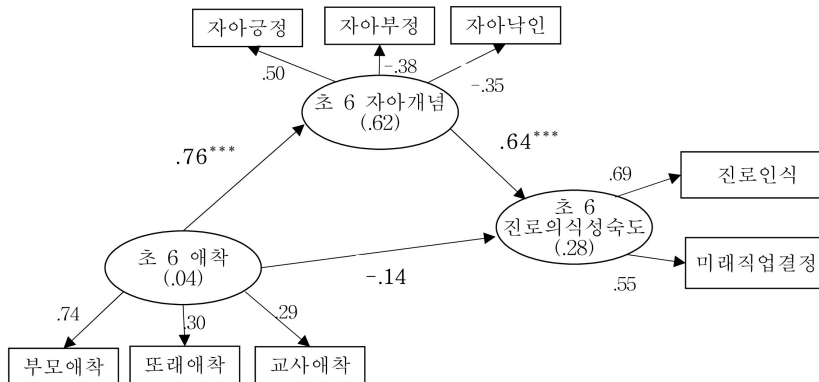 자아긍정 자아부정 자아낙인
.50 -.38 -.35
초 6 자아개념
(.62)
.76*** .64***
.69 진로인식
초 6
진로의식성숙도
(.28)
초 6 애착
(.04)
-.14
.55 미래직업결정
.74 .30 .29
부모애착 또래애착 교사애착